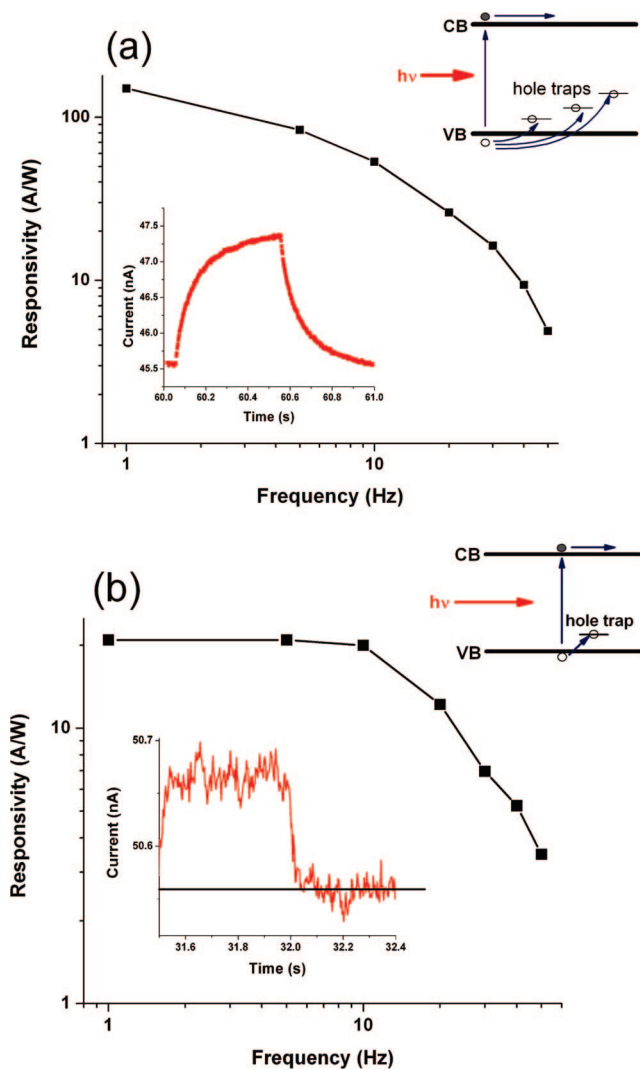 (a)
CB
hν
hole traps
VB
100
10
1
Responsivity (A/W)
47.5
47.0
46.5
46.0
45.5
Current (nA)
60.0 60.2 60.4 60.6 60.8 61.0
Time (s)
1 10
Frequency (Hz)
(b)
CB
hν
hole trap
VB
10
1
Responsivity (A/W)
50.7
50.6
Current (nA)
31.6 31.8 32.0 32.2 32.4
Time (s)
1 10
Frequency (Hz)